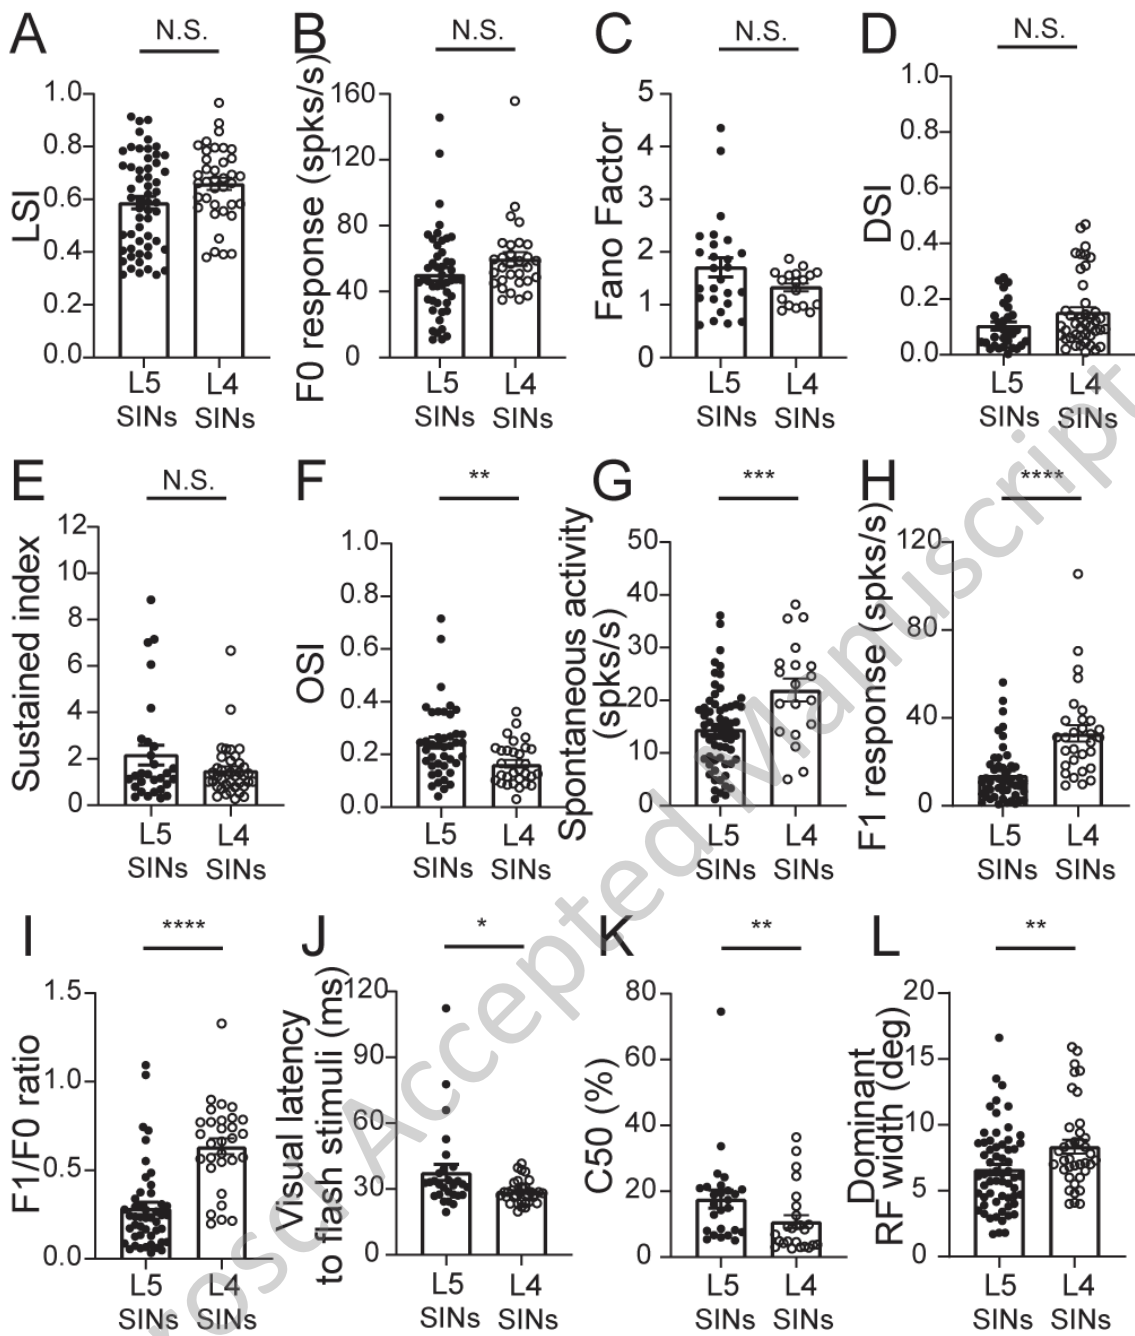 A
N.S.
LSI
1.0
0.8
0.6
0.4
0.2
0.0
L5
SINs
L4
SINs
B
N.S.
F0 response (spks/s)
160
120
80
40
0
L5
SINs
L4
SINs
C
N.S.
Fano Factor
5
4
3
2
1
0
L5
SINs
L4
SINs
D
N.S.
DSI
1.0
0.8
0.6
0.4
0.2
0.0
L5
SINs
L4
SINs
E
N.S.
Sustained index
12
10
8
6
4
2
0
L5
SINs
L4
SINs
F
**
OSI
1.0
0.8
0.6
0.4
0.2
0.0
L5
SINs
L4
SINs
G
***
Spontaneous activity
(spks/s)
50
40
30
20
10
0
L5
SINs
L4
SINs
H
****
F1 response (spks/s)
120
80
40
0
L5
SINs
L4
SINs
I
****
F1/F0 ratio
1.5
1.0
0.5
0.0
L5
SINs
L4
SINs
J
*
Visual latency
to flash stimuli (ms)
120
90
60
30
0
L5
SINs
L4
SINs
K
**
C50 (%)
80
60
40
20
0
L5
SINs
L4
SINs
L
**
Dominant
RF width (deg)
20
15
10
5
0
L5
SINs
L4
SINs
Accepted Manuscript